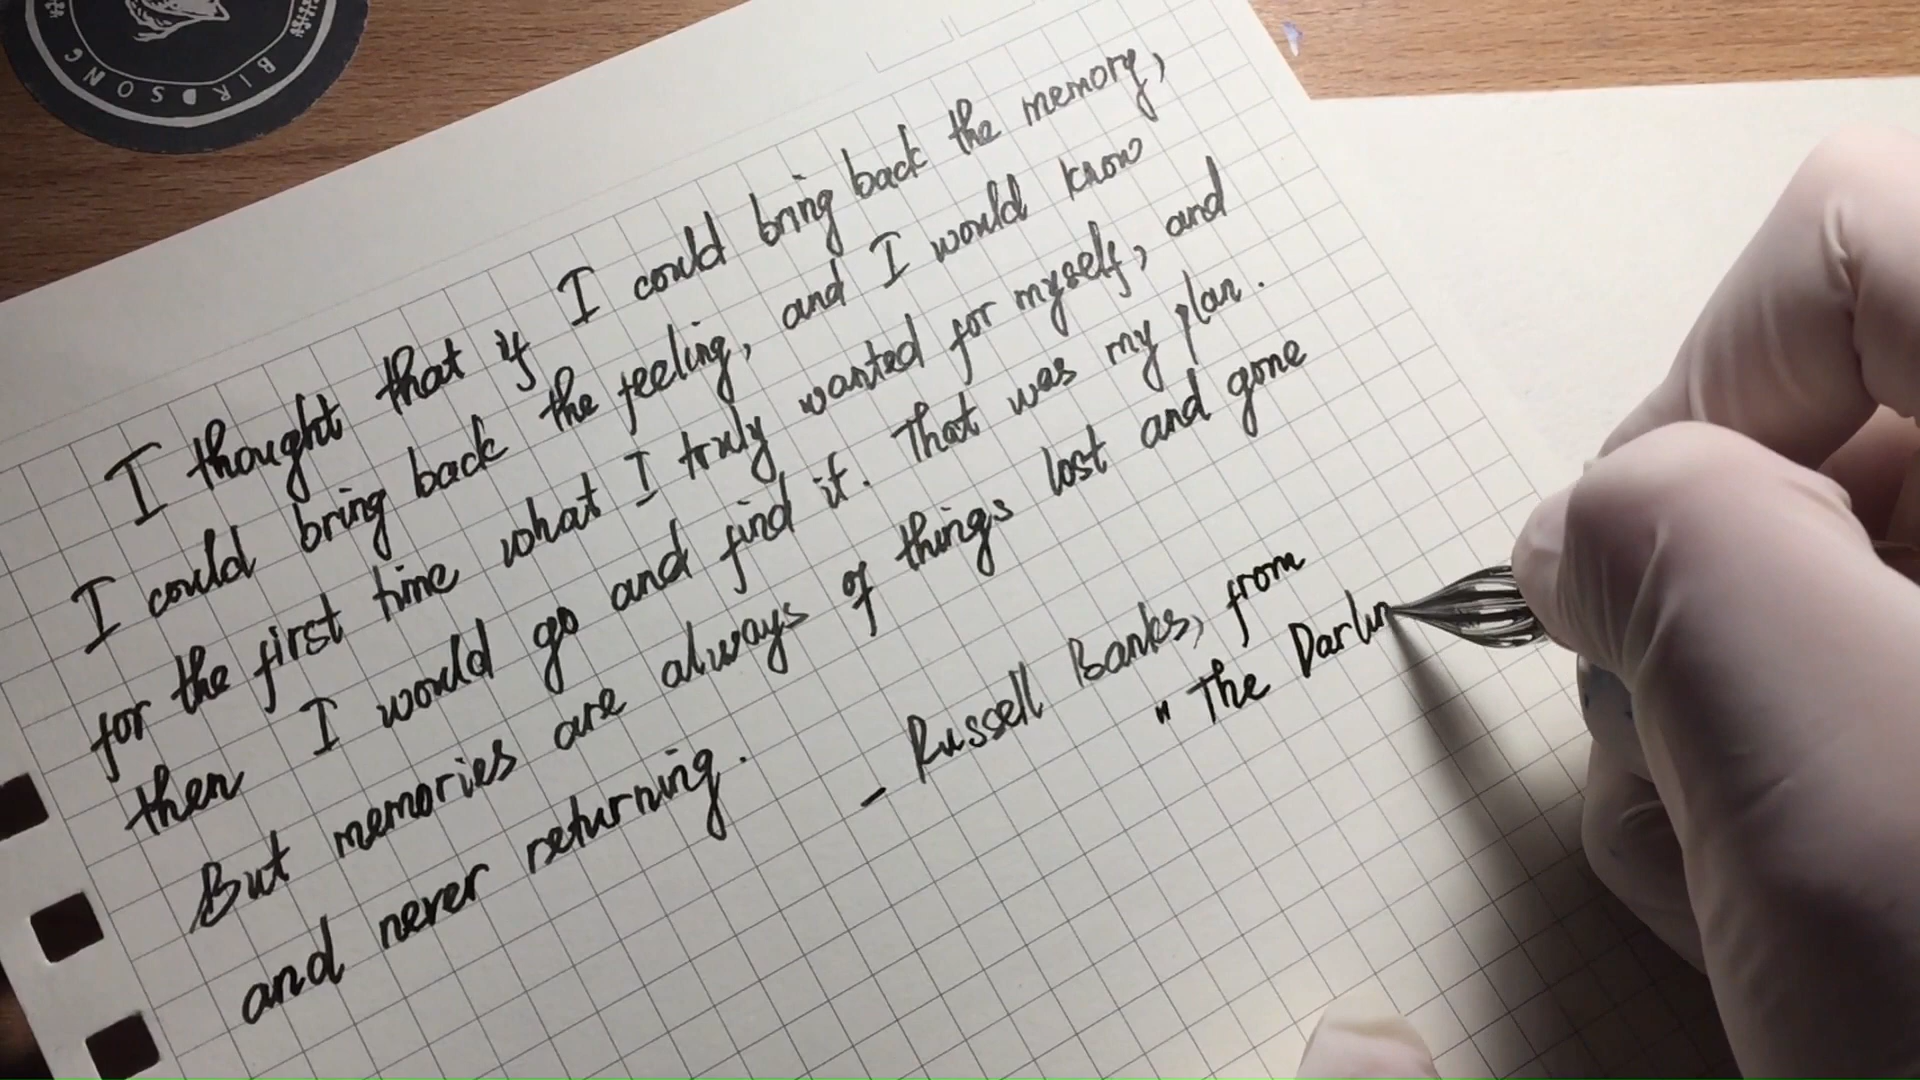 BIRDSONG
I thought that if I could bring back the memory,
I could bring back the feeling, and I would know
for the first time what I truly wanted for myself, and
then I would go and find it. That was my plan.
But memories are always of things lost and gone
and never returning.
- Russell Banks, from
"The Darlin